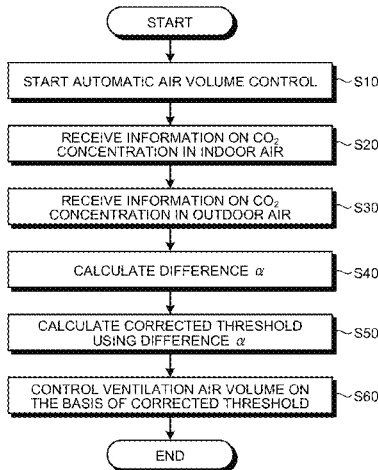 START
START AUTOMATIC AIR VOLUME CONTROL
S10
RECEIVE INFORMATION ON CO₂
CONCENTRATION IN INDOOR AIR
S20
RECEIVE INFORMATION ON CO₂
CONCENTRATION IN OUTDOOR AIR
S30
CALCULATE DIFFERENCE α
S40
CALCULATE CORRECTED THRESHOLD
USING DIFFERENCE α
S50
CONTROL VENTILATION AIR VOLUME ON
THE BASIS OF CORRECTED THRESHOLD
S60
END